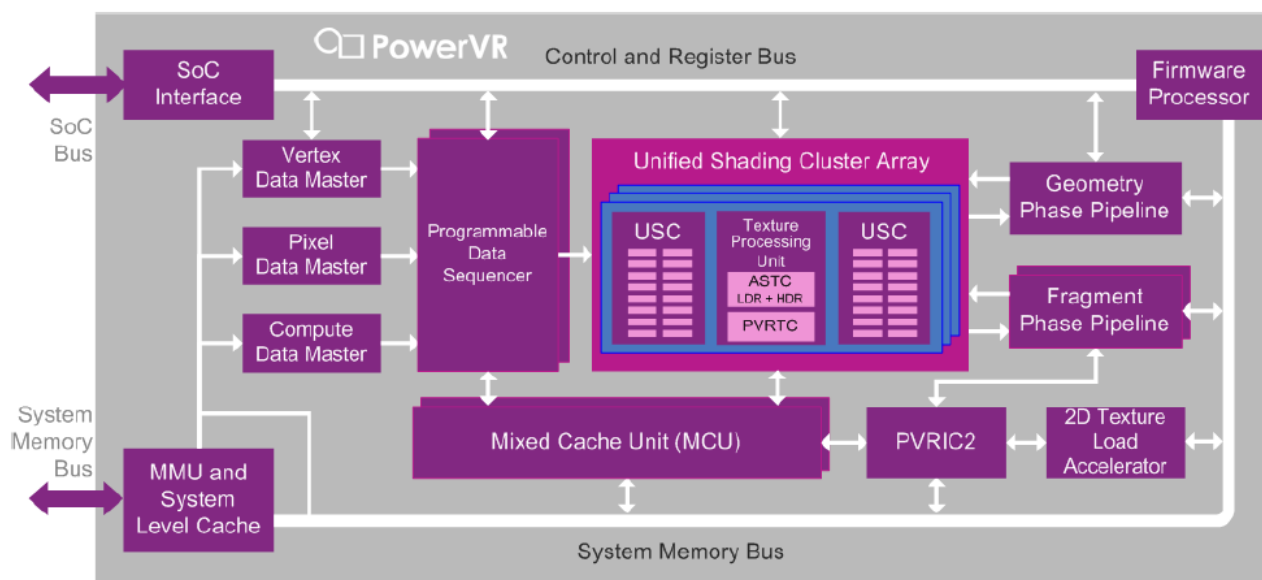 PowerVR
Control and Register Bus
SoC
Interface
Firmware
Processor
SoC
Bus
Vertex
Data Master
Pixel
Data Master
Compute
Data Master
Programmable
Data
Sequencer
Unified Shading Cluster Array
USC
Texture
Processing
Unit
ASTC
LDR + HDR
PVRTC
USC
Geometry
Phase Pipeline
Fragment
Phase Pipeline
System
Memory
Bus
MMU and
System
Level Cache
Mixed Cache Unit (MCU)
PVRIC2
2D Texture
Load
Accelerator
System Memory Bus